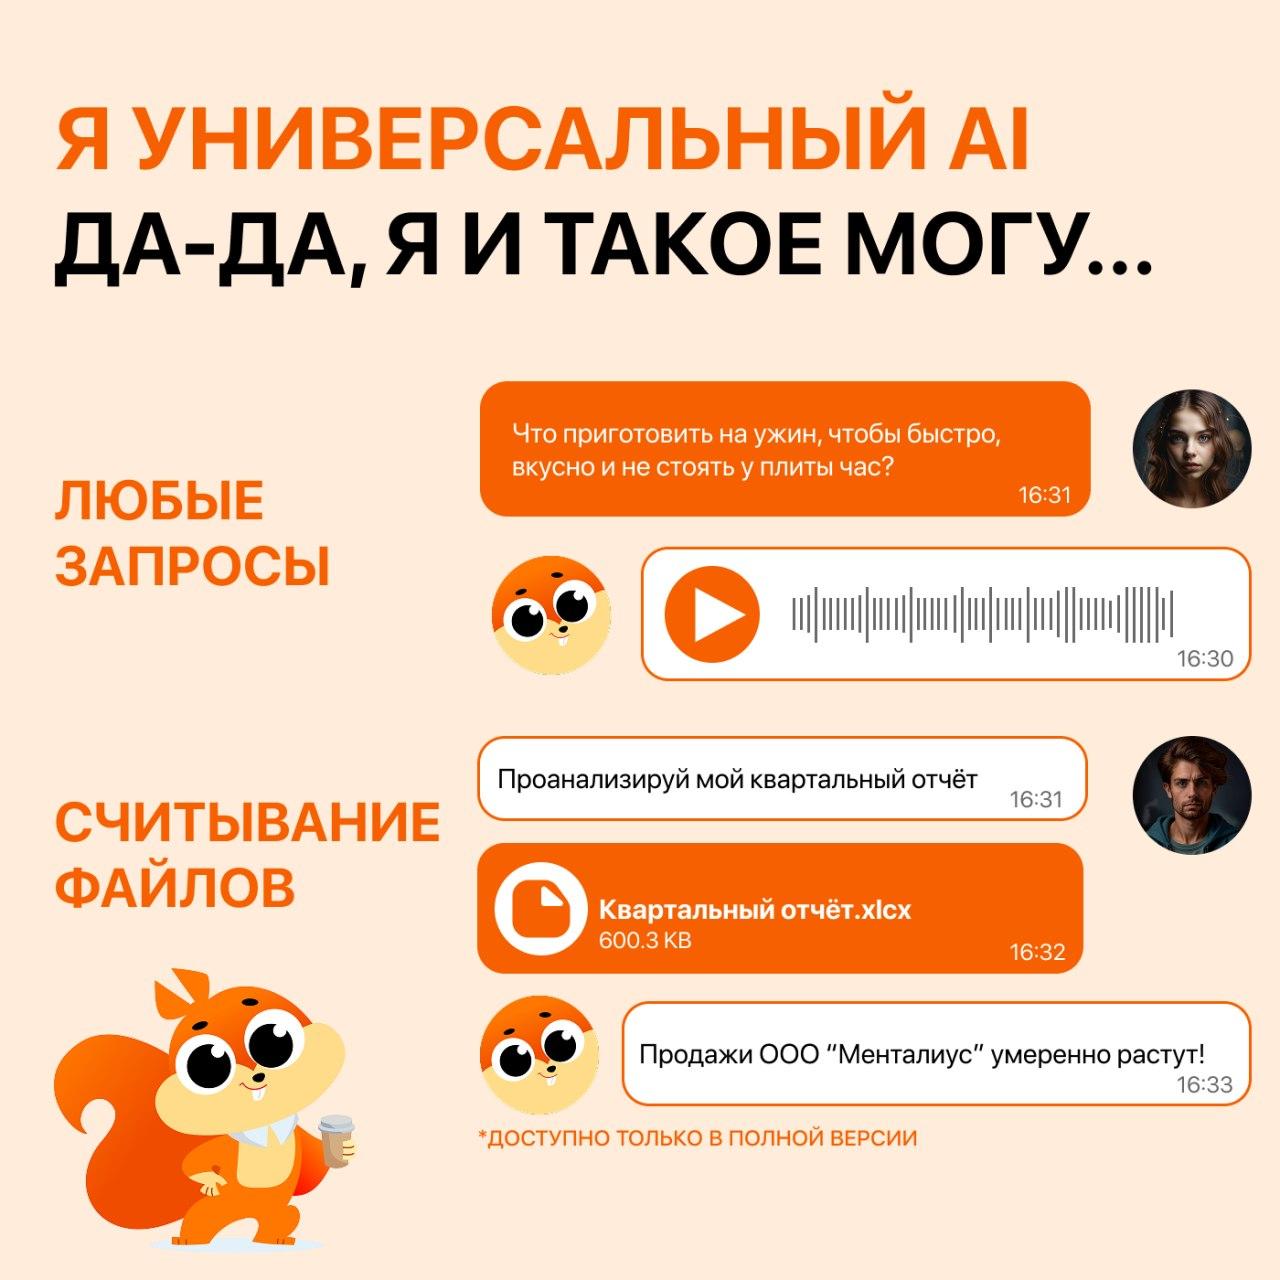 Я УНИВЕРСАЛЬНЫЙ AI
ДА-ДА, Я И ТАКОЕ МОГУ...
ЛЮБЫЕ
ЗАПРОСЫ
Что приготовить на ужин, чтобы быстро,
вкусно и не стоять у плиты час?
16:31
16:30
СЧИТЫВАНИЕ
ФАЙЛОВ
Проанализируй мой квартальный отчёт
16:31
Квартальный отчёт.xlcx
600.3 KB
16:32
Продажи ООО “Менталиус” умеренно растут!
16:33
*ДОСТУПНО ТОЛЬКО В ПОЛНОЙ ВЕРСИИ